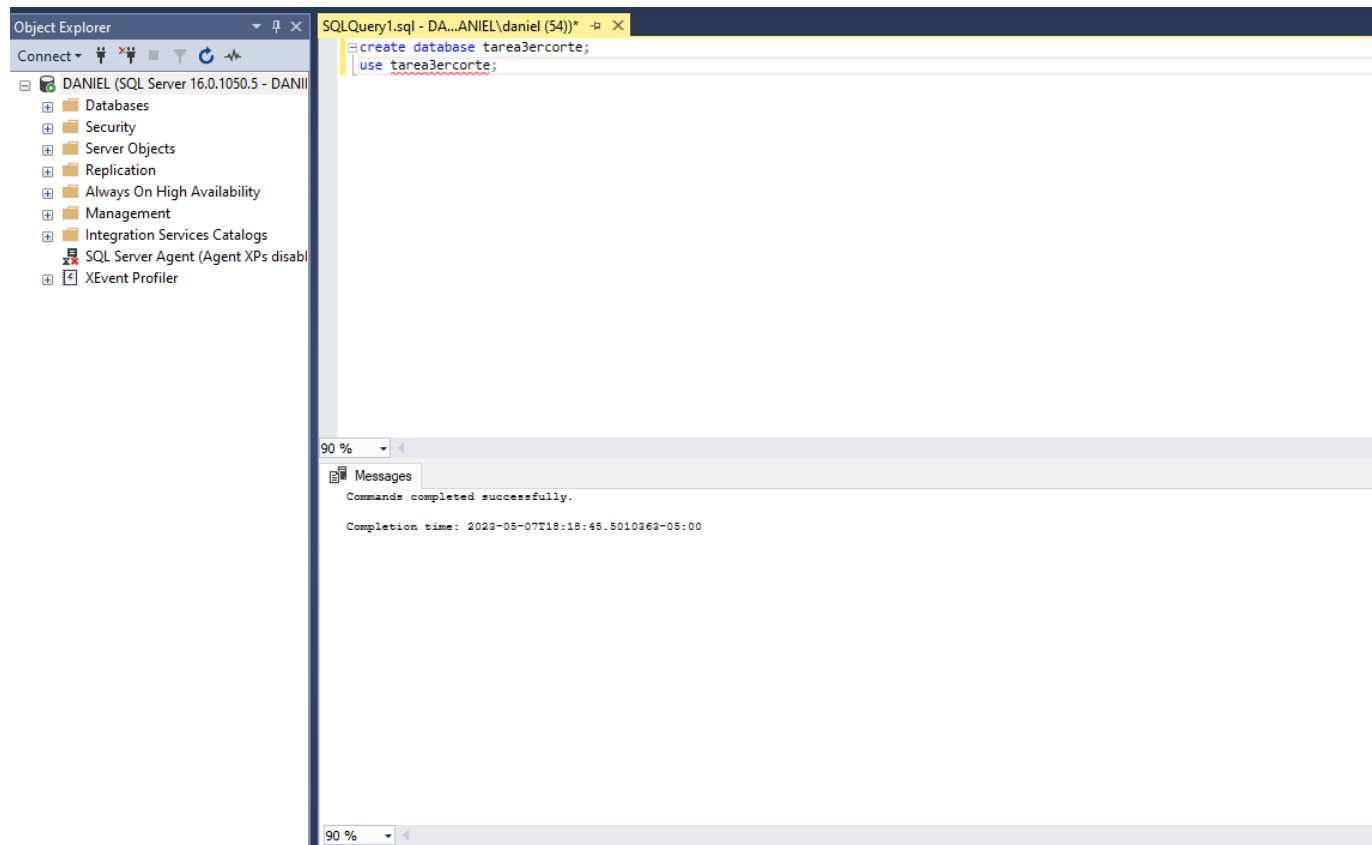 Object Explorer
Connect
DANIEL (SQL Server 16.0.1050.5 - DANI
Databases
Security
Server Objects
Replication
Always On High Availability
Management
Integration Services Catalogs
SQL Server Agent (Agent XPs disabl
XEvent Profiler
SQLQuery1.sql - DA...ANIEL\daniel (54))*
create database tarea3ercorte;
use tarea3ercorte;
90 %
Messages
Commands completed successfully.
Completion time: 2023-05-07T18:18:45.5010363-05:00
90 %